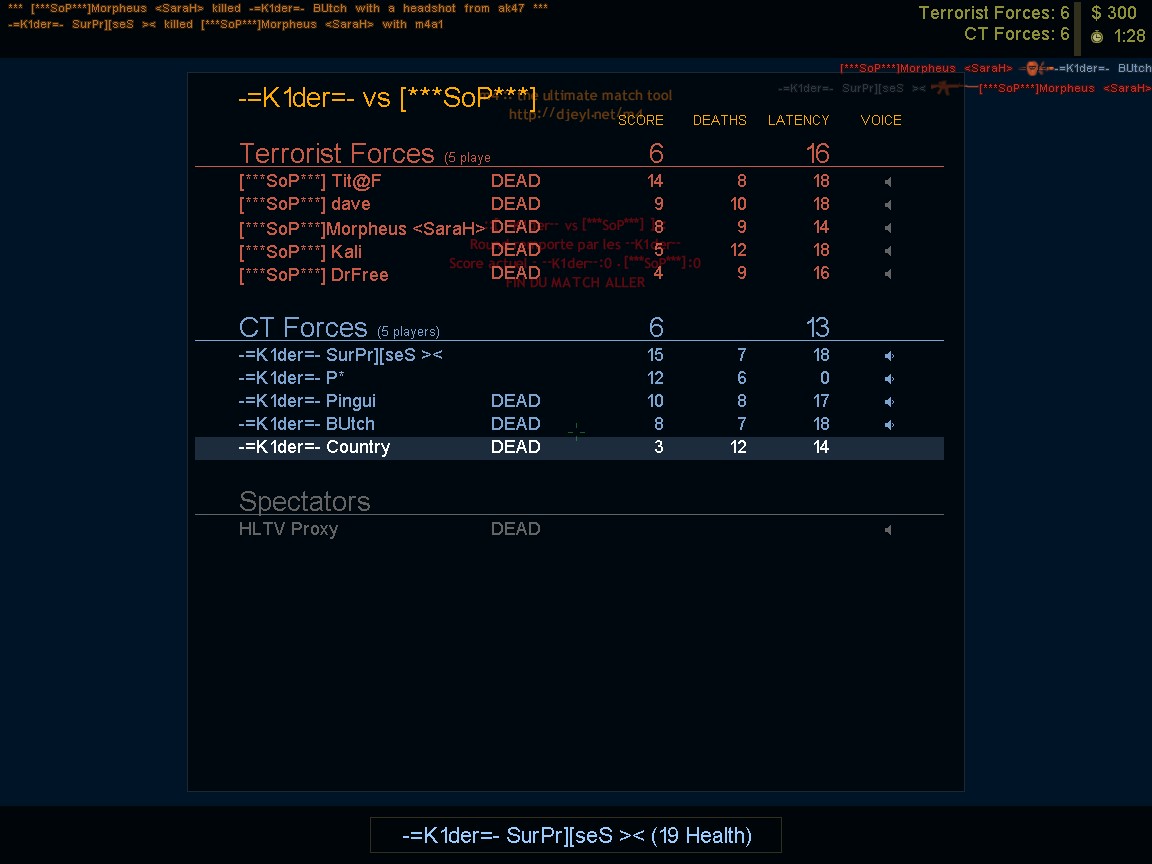 *** [***SoP***]Morpheus <SaraH> killed -=K1der=- BUtch with a headshot from ak47 ***
-=K1der=- SurPr][seS >< killed [***SoP***]Morpheus <SaraH> with m4a1
Terrorist Forces: 6 $ 300
CT Forces: 6 1:28
[***SoP***]Morpheus <SaraH> -=K1der=- BUtch
-=K1der=- SurPr][seS >< [***SoP***]Morpheus <SaraH>
-=K1der=- vs [***SoP***]
the ultimate match tool
http://djeyl.net/m4
SCORE DEATHS LATENCY VOICE
Terrorist Forces (5 playe 6 16
[***SoP***] Tit@F DEAD 14 8 18
[***SoP***] dave DEAD 9 10 18
[***SoP***]Morpheus <SaraH> DEAD 8 9 14
vs [***SoP***]
[***SoP***] Kali DEAD 5 12 18
porte par les --K1der--
Score actuel : --K1der--:0 - [***SoP***]:0
[***SoP***] DrFree DEAD 4 9 16
FIN DU MATCH ALLER
CT Forces (5 players) 6 13
-=K1der=- SurPr][seS >< 15 7 18
-=K1der=- P* 12 6 0
-=K1der=- Pingui DEAD 10 8 17
-=K1der=- BUtch DEAD 8 7 18
-=K1der=- Country DEAD 3 12 14
Spectators
HLTV Proxy DEAD
-=K1der=- SurPr][seS >< (19 Health)